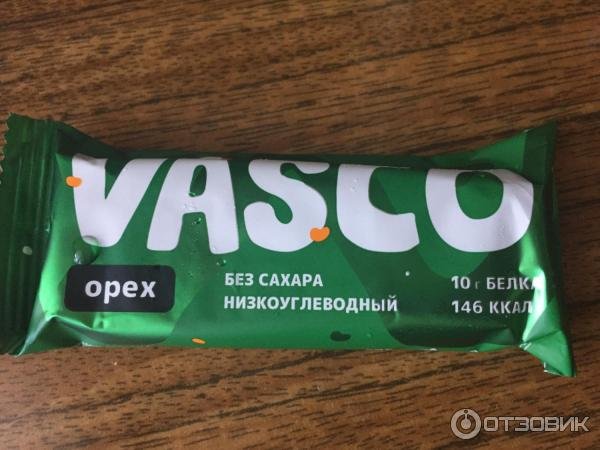 VASCO
орех
БЕЗ САХАРА
НИЗКОУГЛЕВОДНЫЙ
10 г БЕЛКА
146 ККАЛ
ОТЗОВИК